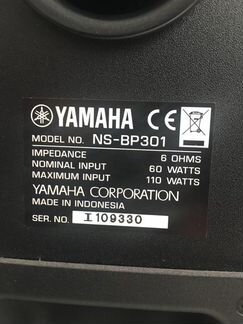 YAMAHA CE
MODEL NO. NS-BP301
IMPEDANCE 6 OHMS
NOMINAL INPUT 60 WATTS
MAXIMUM INPUT 110 WATTS
YAMAHA CORPORATION
MADE IN INDONESIA
SER. NO. I109330